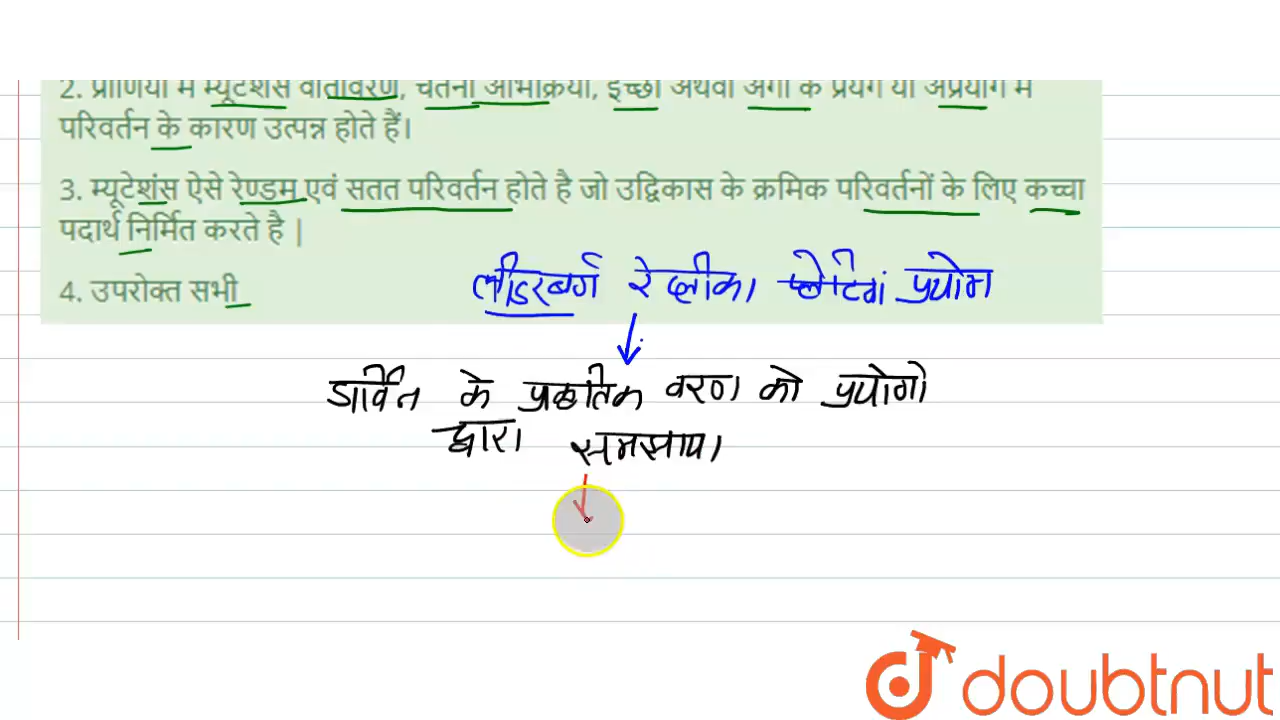 2. प्राणियों में म्यूटेशंस वातावरण, चेतना अभिक्रिया, इच्छा अथवा अंगों के प्रयेग या अप्रयोग में
परिवर्तन के कारण उत्पन्न होते हैं।
3. म्यूटेशंस ऐसे रेण्डम एवं सतत परिवर्तन होते है जो उद्विकास के क्रमिक परिवर्तनों के लिए कच्चा
पदार्थ निर्मित करते है |
4. उपरोक्त सभी
लीडरबर्ग रेप्लीका प्लेटिंग प्रयोग
डार्विन के प्रकृतिक वरण को प्रयोगो
द्वारा समझाया
doubtnut